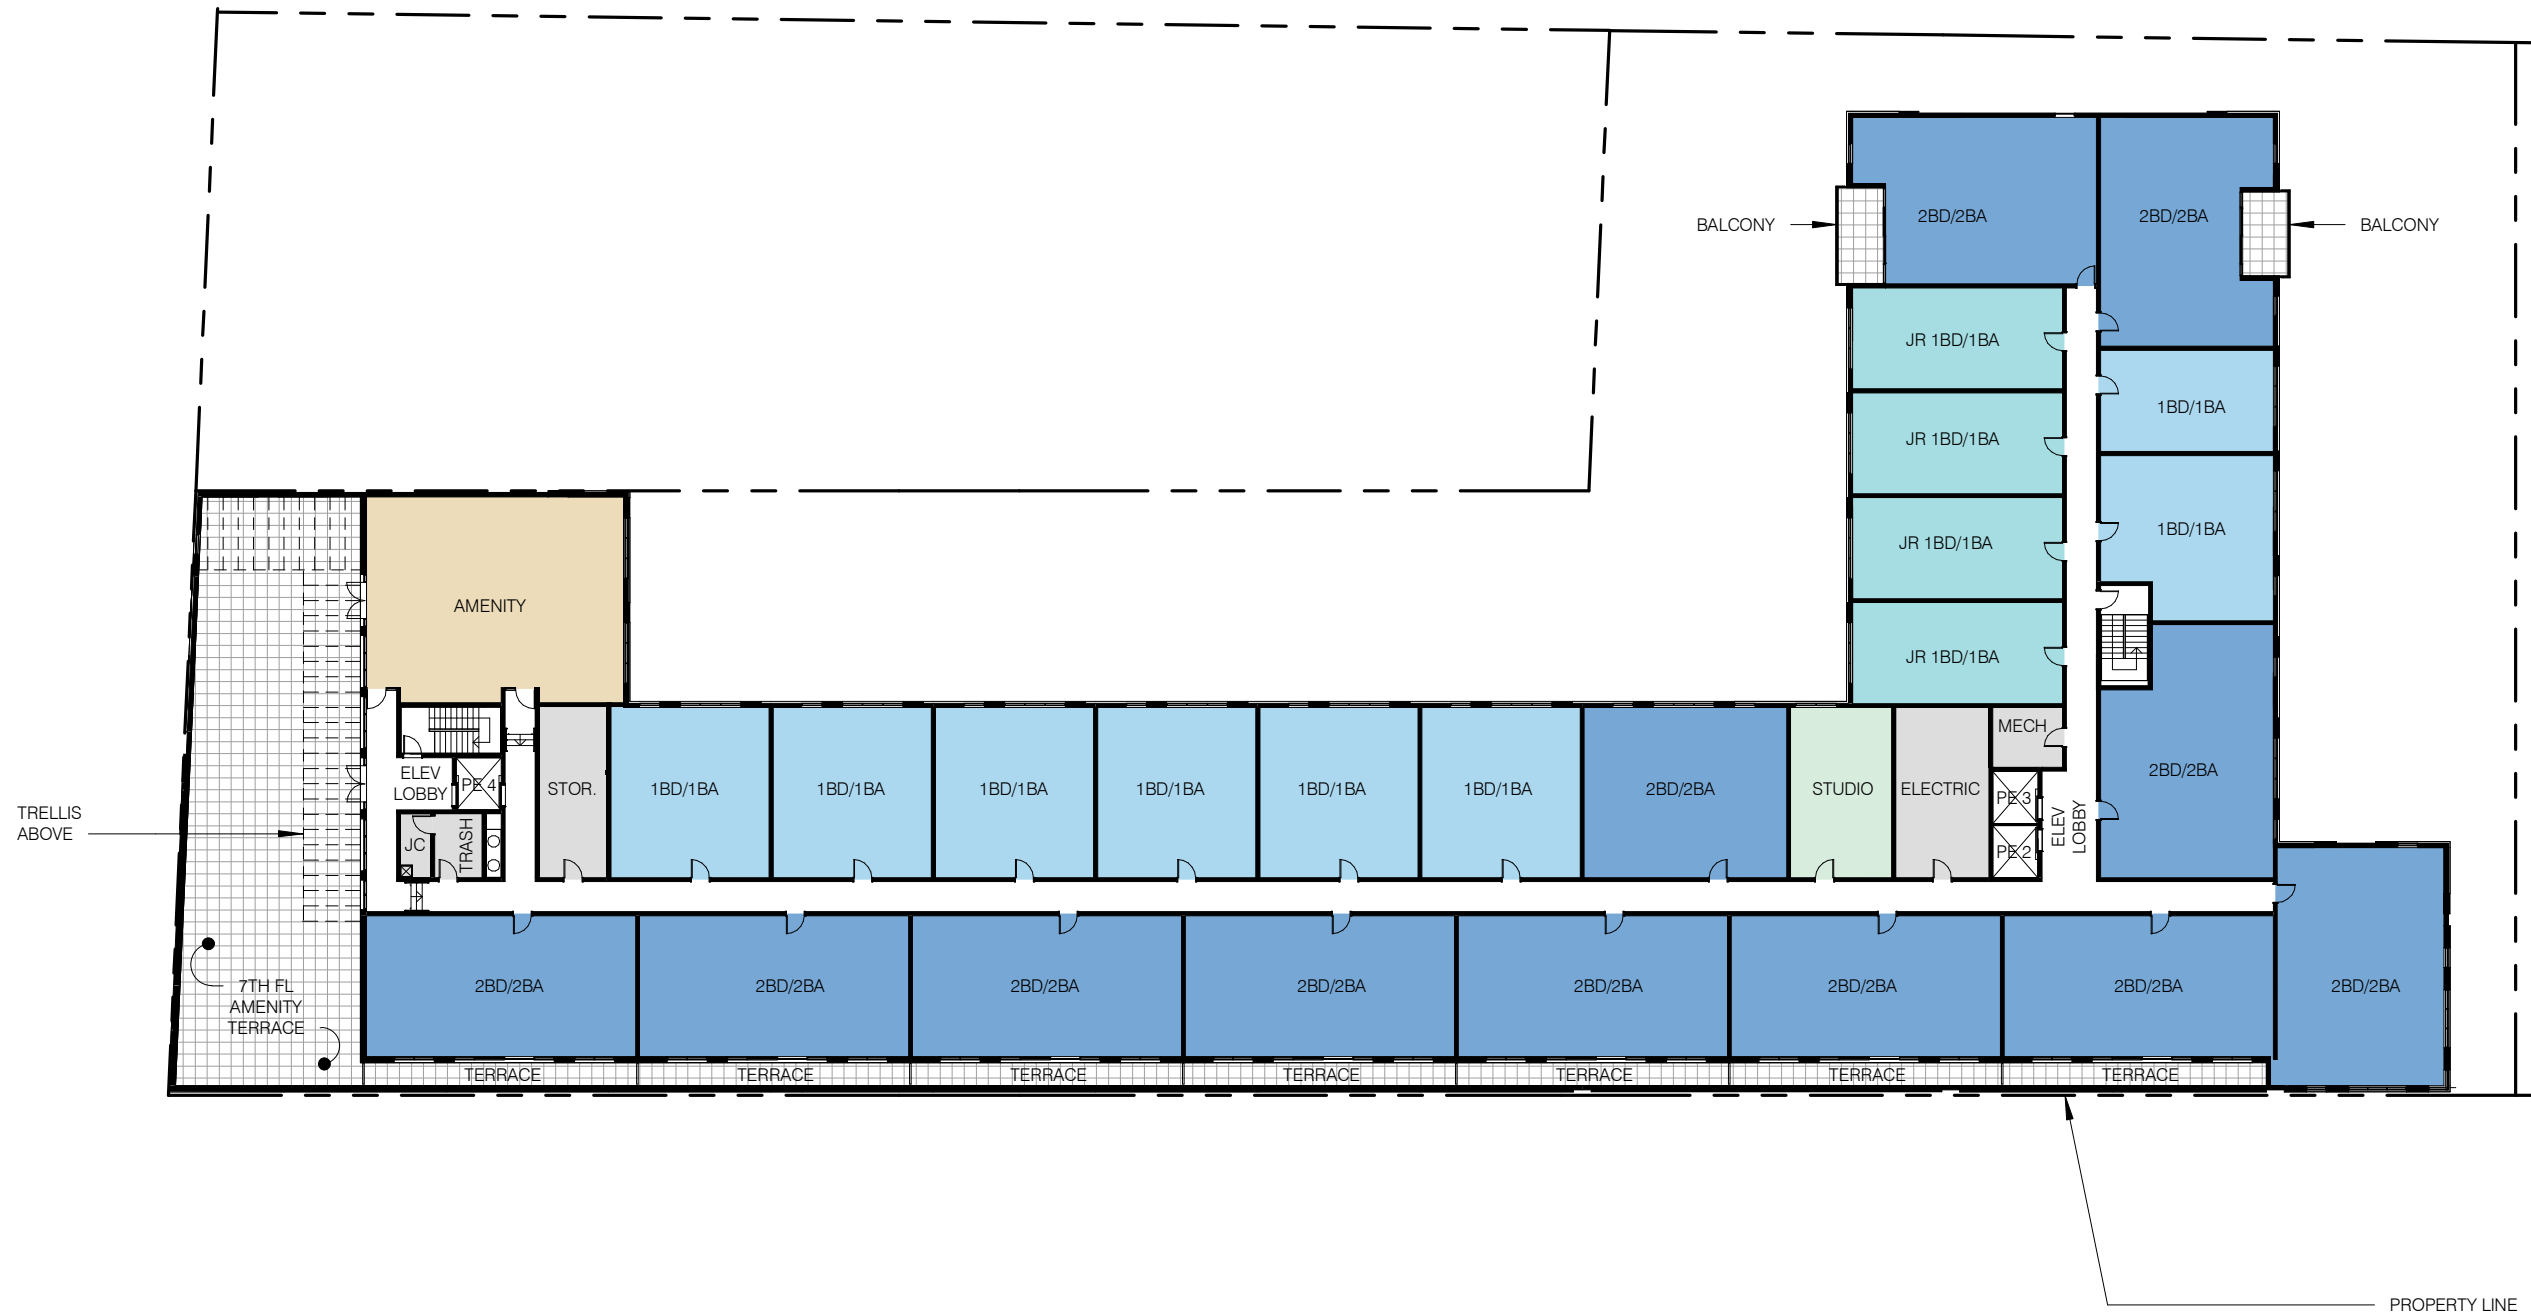 2BD/2BA
2BD/2BA
BALCONY
BALCONY
JR 1BD/1BA
1BD/1BA
JR 1BD/1BA
1BD/1BA
JR 1BD/1BA
AMENITY
JR 1BD/1BA
MECH
2BD/2BA
ELEV
LOBBY
PE 4
STOR.
1BD/1BA
1BD/1BA
1BD/1BA
1BD/1BA
1BD/1BA
1BD/1BA
2BD/2BA
STUDIO
ELECTRIC
PE 3
ELEV
LOBBY
TRELLIS
ABOVE
JC
TRASH
PE 2
7TH FL
AMENITY
TERRACE
2BD/2BA
2BD/2BA
2BD/2BA
2BD/2BA
2BD/2BA
2BD/2BA
2BD/2BA
2BD/2BA
TERRACE
TERRACE
TERRACE
TERRACE
TERRACE
TERRACE
TERRACE
PROPERTY LINE